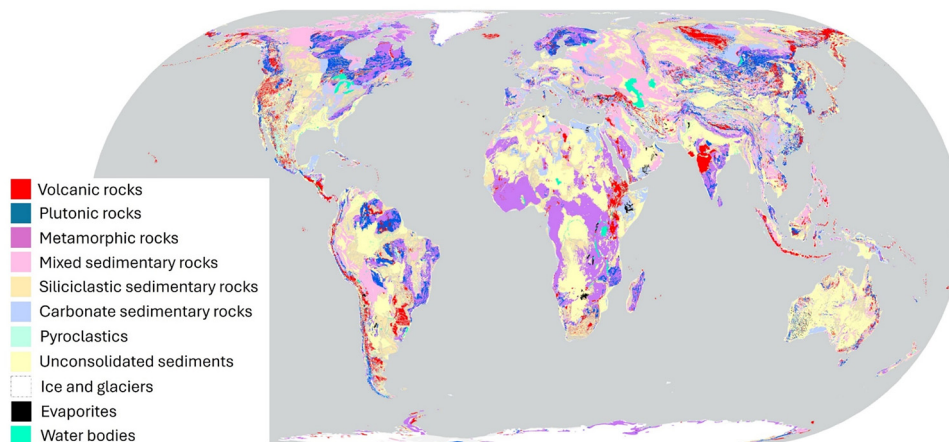 Volcanic rocks
Plutonic rocks
Metamorphic rocks
Mixed sedimentary rocks
Siliciclastic sedimentary rocks
Carbonate sedimentary rocks
Pyroclastics
Unconsolidated sediments
Ice and glaciers
Evaporites
Water bodies